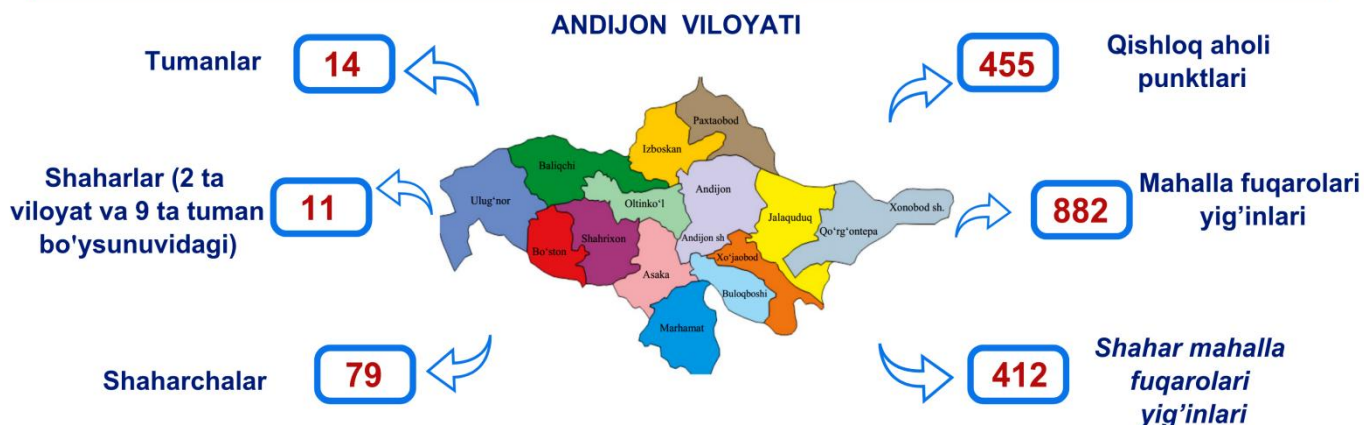 ANDIJON VILOYATI
Tumanlar
14
455
Qishloq aholi
punktlari
Shaharlar (2 ta
viloyat va 9 ta tuman
bo'ysunuvidagi)
11
882
Mahalla fuqarolari
yig’inlari
Shaharchalar
79
412
Shahar mahalla
fuqarolari
yig’inlari
Paxtaobod
Izboskan
Baliqchi
Andijon
Ulug‘nor
Oltinko‘l
Jalaquduq
Xonobod sh.
Qo‘rg‘ontepa
Shahrixon
Andijon sh
Bo‘ston
Xo‘jaobod
Asaka
Buloqboshi
Marhamat